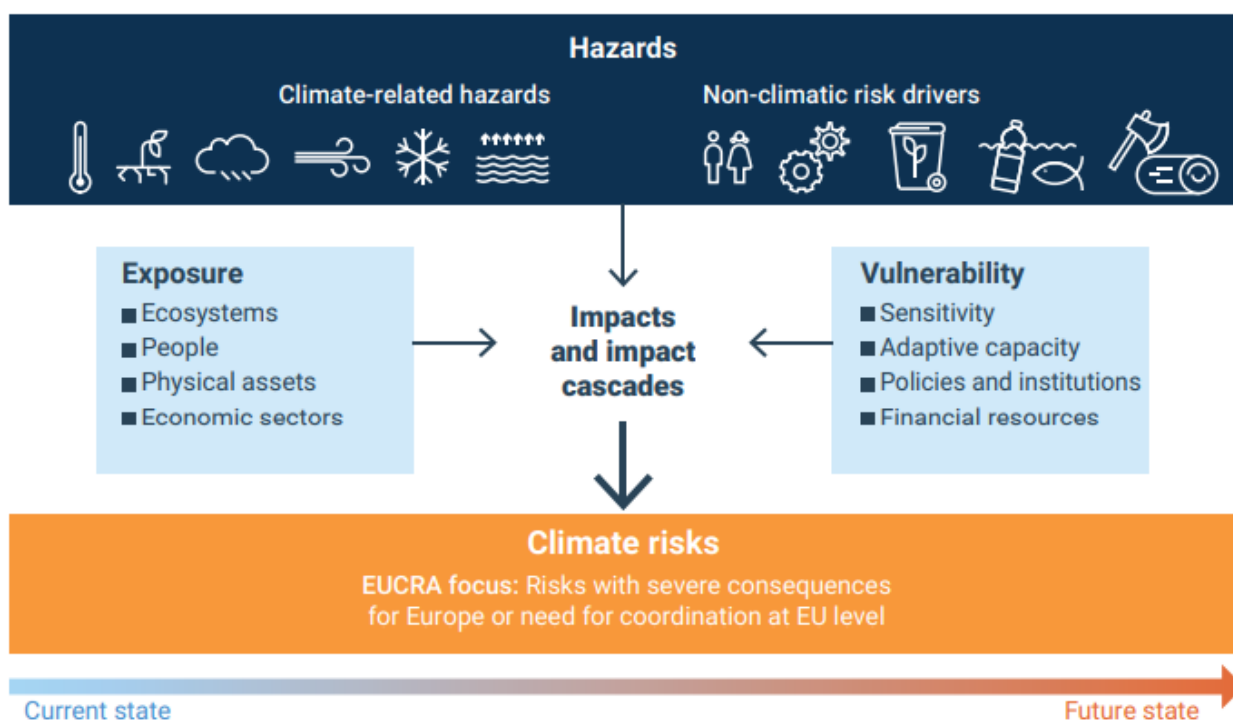 Hazards
Climate-related hazards
Non-climatic risk drivers
Exposure
■ Ecosystems
■ People
■ Physical assets
■ Economic sectors
Impacts
and impact
cascades
Vulnerability
■ Sensitivity
■ Adaptive capacity
■ Policies and institutions
■ Financial resources
Climate risks
EUCRA focus: Risks with severe consequences
for Europe or need for coordination at EU level
Current state
Future state